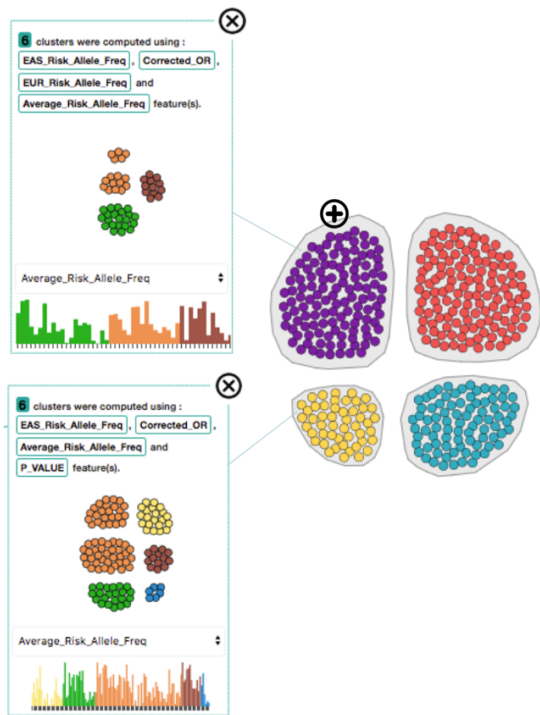 6 clusters were computed using :
EAS_Risk_Allele_Freq , Corrected_OR ,
EUR_Risk_Allele_Freq and
Average_Risk_Allele_Freq feature(s).
Average_Risk_Allele_Freq
6 clusters were computed using :
EAS_Risk_Allele_Freq , Corrected_OR ,
Average_Risk_Allele_Freq and
P_VALUE feature(s).
Average_Risk_Allele_Freq